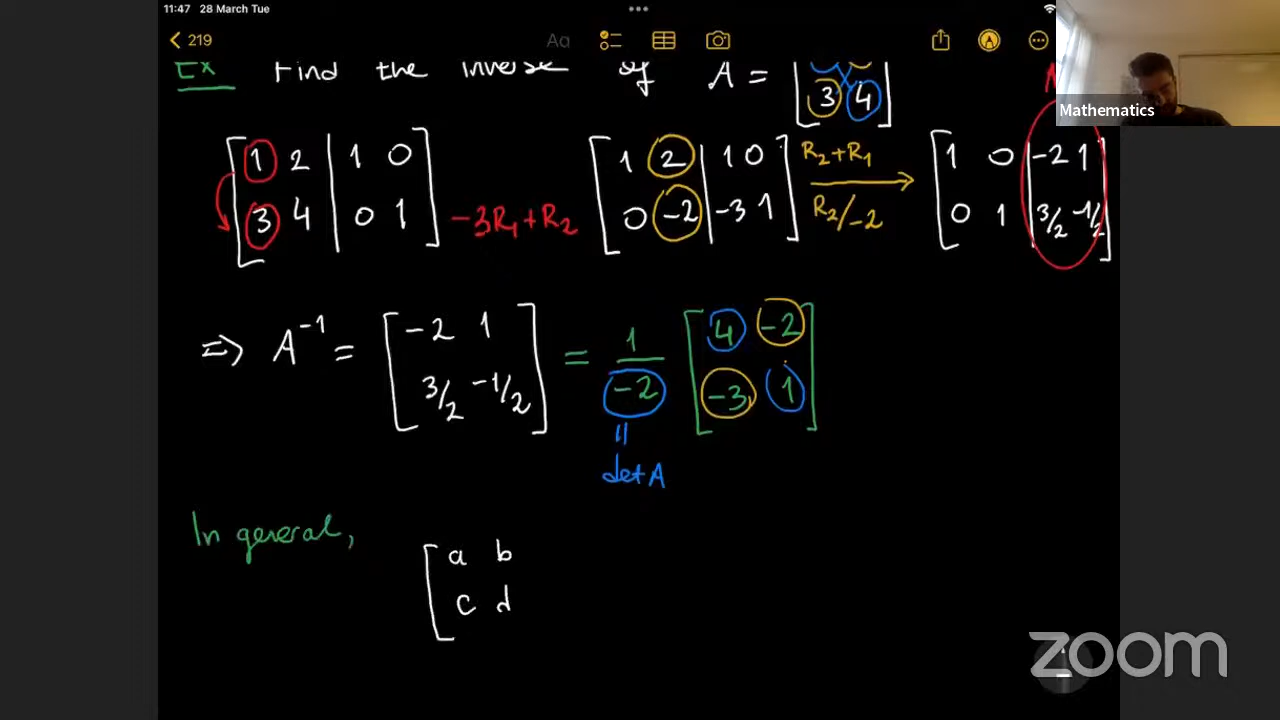 11:47 28 March Tue
219
Aa
Ex Find the inverse of A =
3 4
Mathematics
1 2 | 1 0
3 4 | 0 1
-3R1 + R2
1 2 | 1 0
0 -2 | -3 1
R2 + R1
R2/-2
1 0 | -2 1
0 1 | 3/2 -1/2
⇒ A^-1 = [-2 1; 3/2 -1/2] = 1/-2 [4 -2; -3 1]
||
det A
In general,
a b
c d
zoom